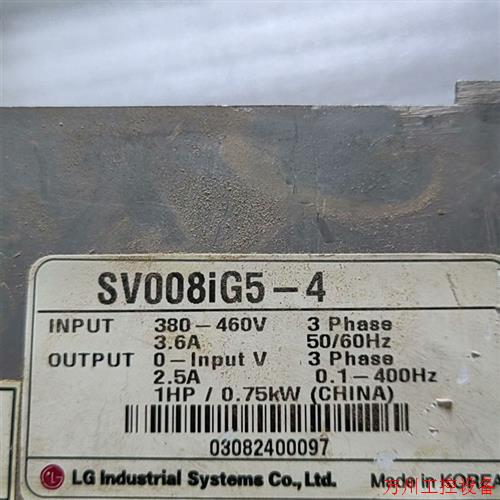 SV008iG5-4
INPUT 380-460V 3 Phase
3.6A 50/60Hz
OUTPUT 0-Input V 3 Phase
2.5A 0.1-400Hz
1HP / 0.75kW (CHINA)
03082400097
LG LG Industrial Systems Co., Ltd. Made in KOREA
万州工控设备